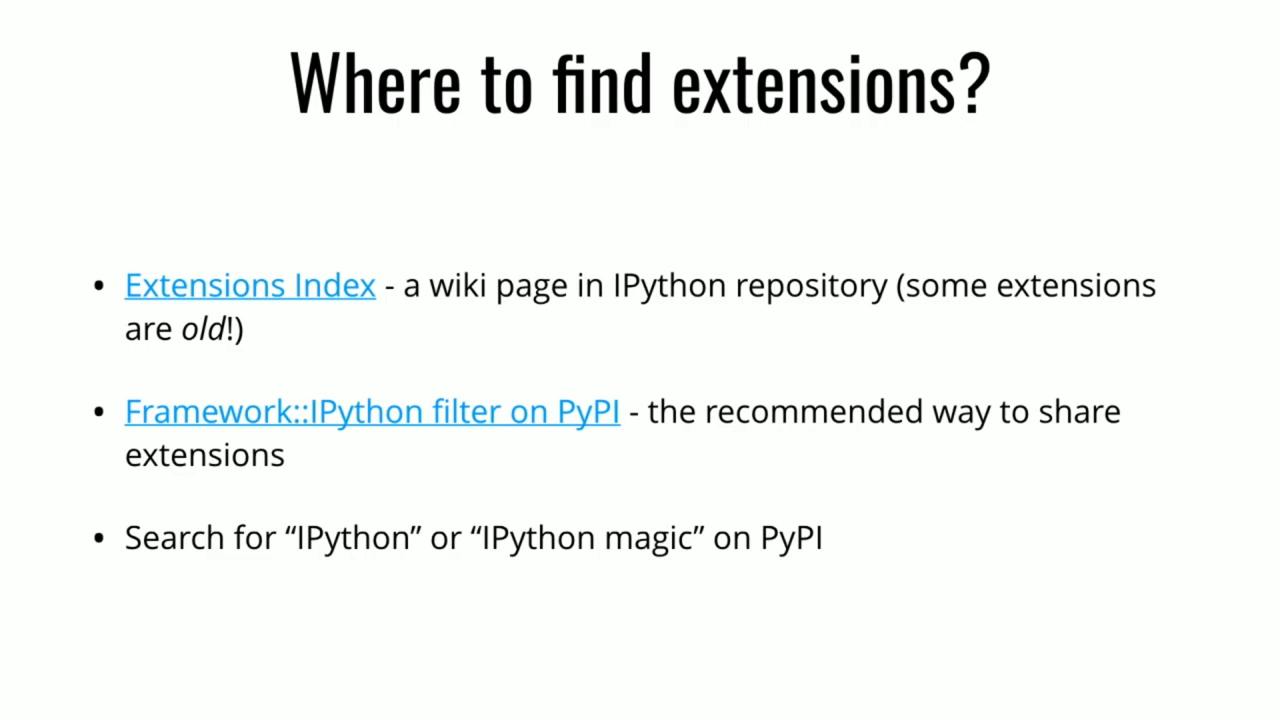 Where to find extensions?
• Extensions Index - a wiki page in IPython repository (some extensions
are old!)
• Framework::IPython filter on PyPI - the recommended way to share
extensions
• Search for “IPython” or “IPython magic” on PyPI